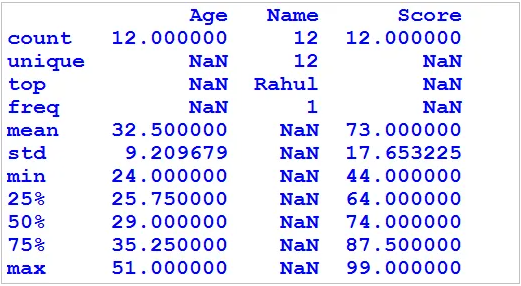 Age Name Score
count 12.000000 12 12.000000
unique NaN 12 NaN
top NaN Rahul NaN
freq NaN 1 NaN
mean 32.500000 NaN 73.000000
std 9.209679 NaN 17.653225
min 24.000000 NaN 44.000000
25% 25.750000 NaN 64.000000
50% 29.000000 NaN 74.000000
75% 35.250000 NaN 87.500000
max 51.000000 NaN 99.000000